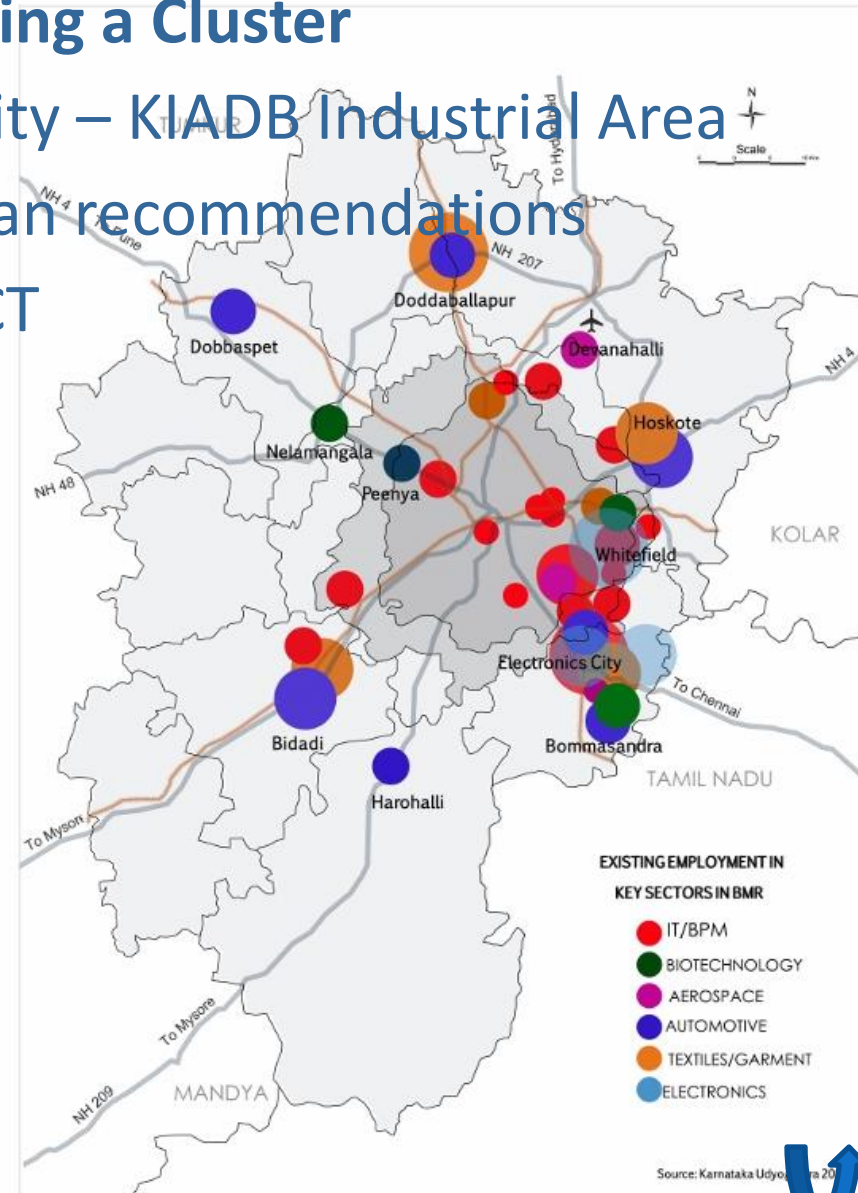 ing a Cluster
ity – KIADB Industrial Area
an recommendations
CT
TUMKUR
To Hyderabad
N
Scale
NH 4
To Pune
NH 207
Doddaballapur
Dobbaspet
Devanahalli
NH 4
Hoskote
Nelamangala
Peenya
NH 48
KOLAR
Whitefield
Electronics City
To Chennai
Bidadi
Bommasandra
TAMIL NADU
Harohalli
To Mysore
EXISTING EMPLOYMENT IN
KEY SECTORS IN BMR
IT/BPM
BIOTECHNOLOGY
AEROSPACE
AUTOMOTIVE
TEXTILES/GARMENT
ELECTRONICS
To Mysore
MANDYA
NH 209
Source: Karnataka